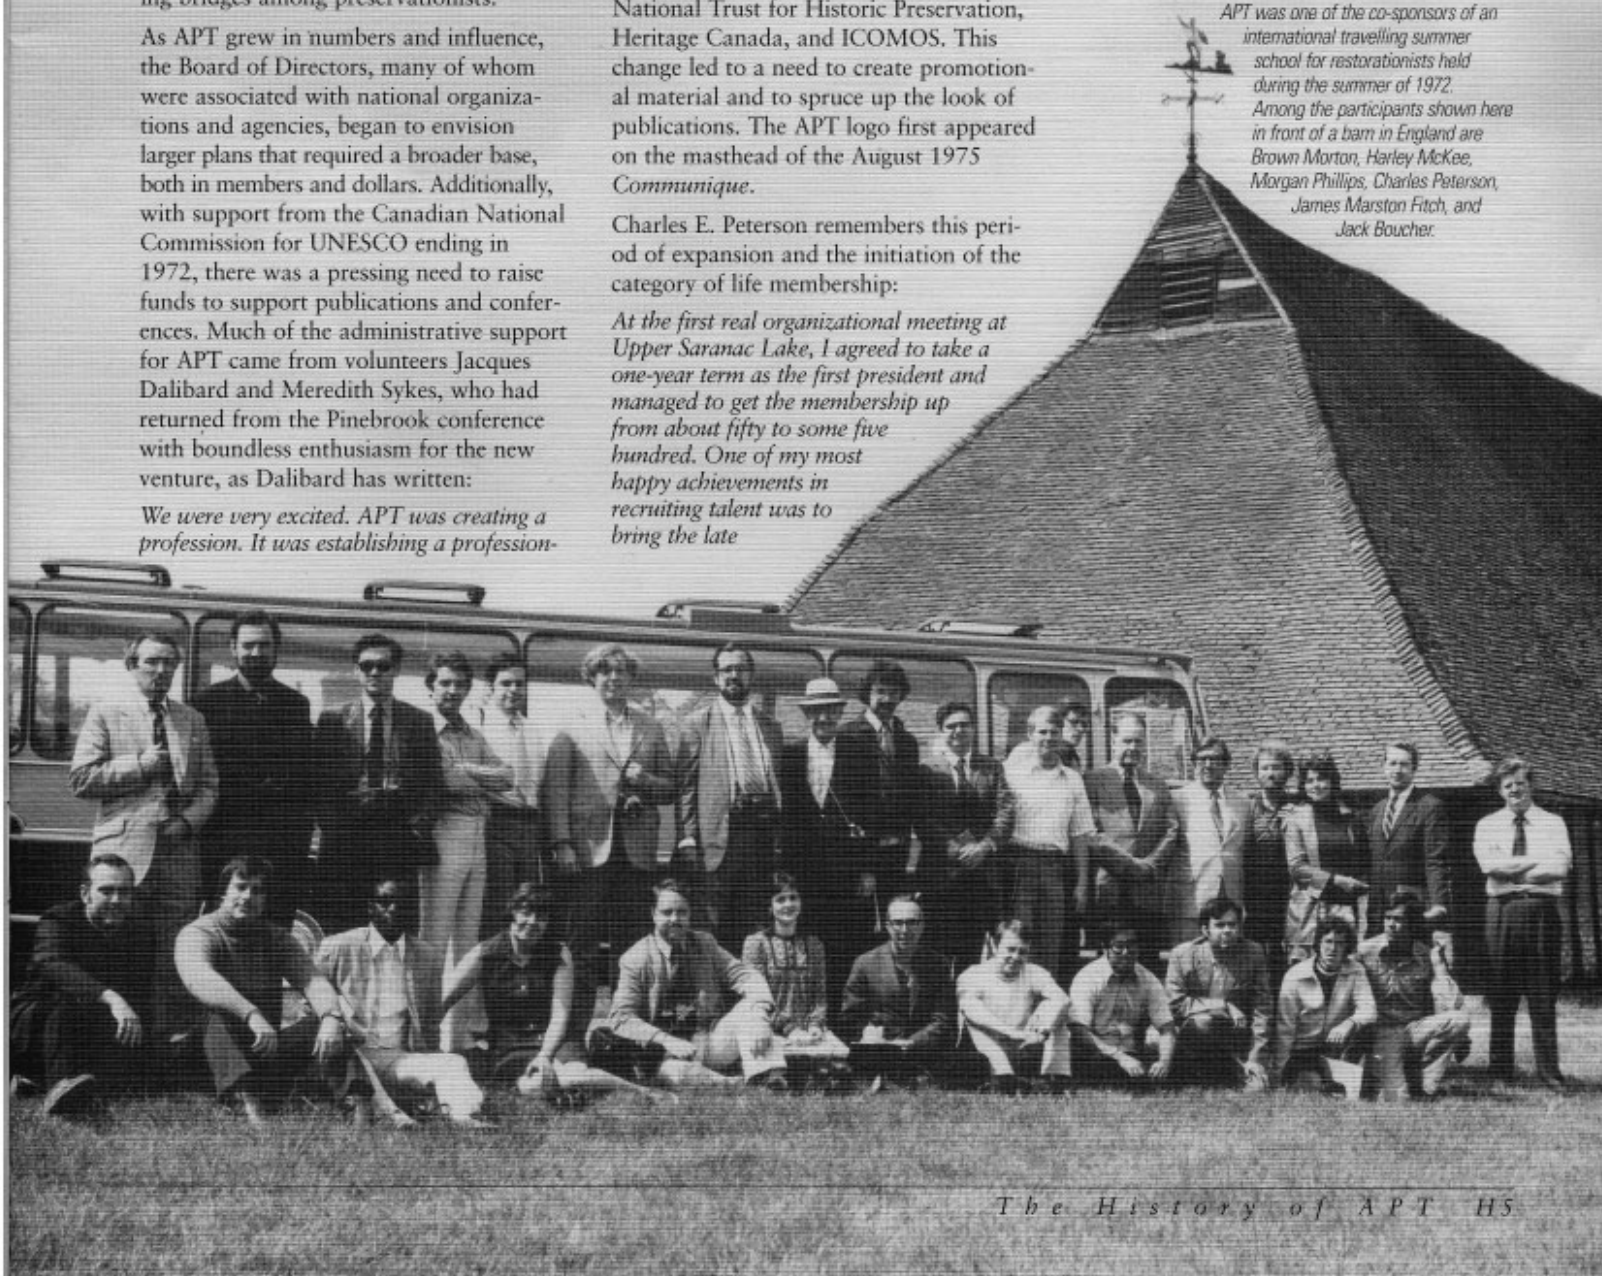 ing bridges among preservationists.
As APT grew in numbers and influence,
the Board of Directors, many of whom
were associated with national organiza-
tions and agencies, began to envision
larger plans that required a broader base,
both in members and dollars. Additionally,
with support from the Canadian National
Commission for UNESCO ending in
1972, there was a pressing need to raise
funds to support publications and confer-
ences. Much of the administrative support
for APT came from volunteers Jacques
Dalibard and Meredith Sykes, who had
returned from the Pinebrook conference
with boundless enthusiasm for the new
venture, as Dalibard has written:
We were very excited. APT was creating a
profession. It was establishing a profession-
National Trust for Historic Preservation,
Heritage Canada, and ICOMOS. This
change led to a need to create promotion-
al material and to spruce up the look of
publications. The APT logo first appeared
on the masthead of the August 1975
Communique.
Charles E. Peterson remembers this peri-
od of expansion and the initiation of the
category of life membership:
At the first real organizational meeting at
Upper Saranac Lake, I agreed to take a
one-year term as the first president and
managed to get the membership up
from about fifty to some five
hundred. One of my most
happy achievements in
recruiting talent was to
bring the late
APT was one of the co-sponsors of an
international travelling summer
school for restorationists held
during the summer of 1972.
Among the participants shown here
in front of a barn in England are
Brown Morton, Harley McKee,
Morgan Phillips, Charles Peterson,
James Marston Fitch, and
Jack Boucher.
The History of APT H5